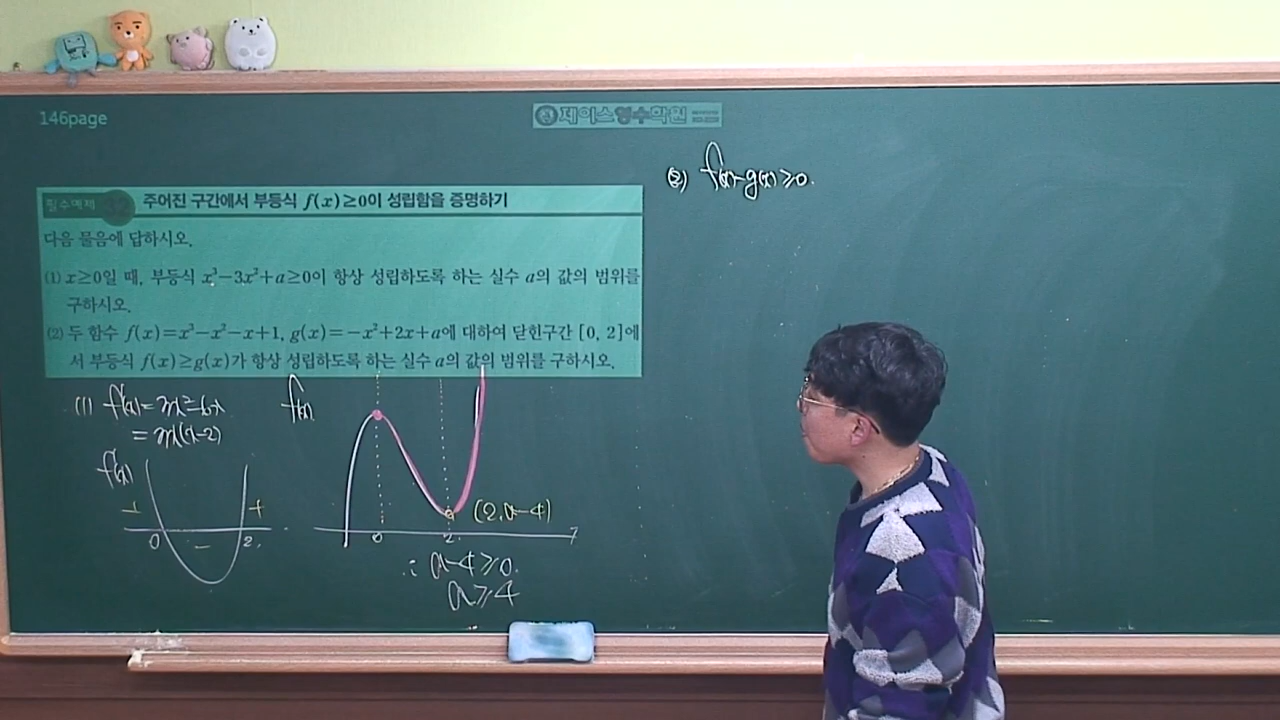 146page
제이스영수학원
필수예제
주어진 구간에서 부등식 f(x)≥0이 성립함을 증명하기
다음 물음에 답하시오.
(1) x≥0일 때, 부등식 x³-3x²+a≥0이 항상 성립하도록 하는 실수 a의 값의 범위를
구하시오.
(2) 두 함수 f(x)=x³-x²-x+1, g(x)=-x²+2x+a에 대하여 닫힌구간 [0, 2]에
서 부등식 f(x)≥g(x)가 항상 성립하도록 하는 실수 a의 값의 범위를 구하시오.
(1) f'(x)=3x²-6x
=3x(x-2)
f'(x)
+ - +
0 2
f(x)
(2, a-4)
0 2
∴ a-4≥0.
a≥4
(2) f(x)-g(x)≥0.